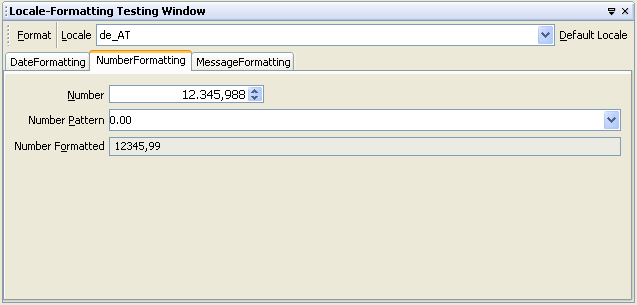 Locale-Formatting Testing Window
Format Locale de_AT Default Locale
DateFormatting NumberFormatting MessageFormatting
Number 12.345,988
Number Pattern 0.00
Number Formatted 12345,99